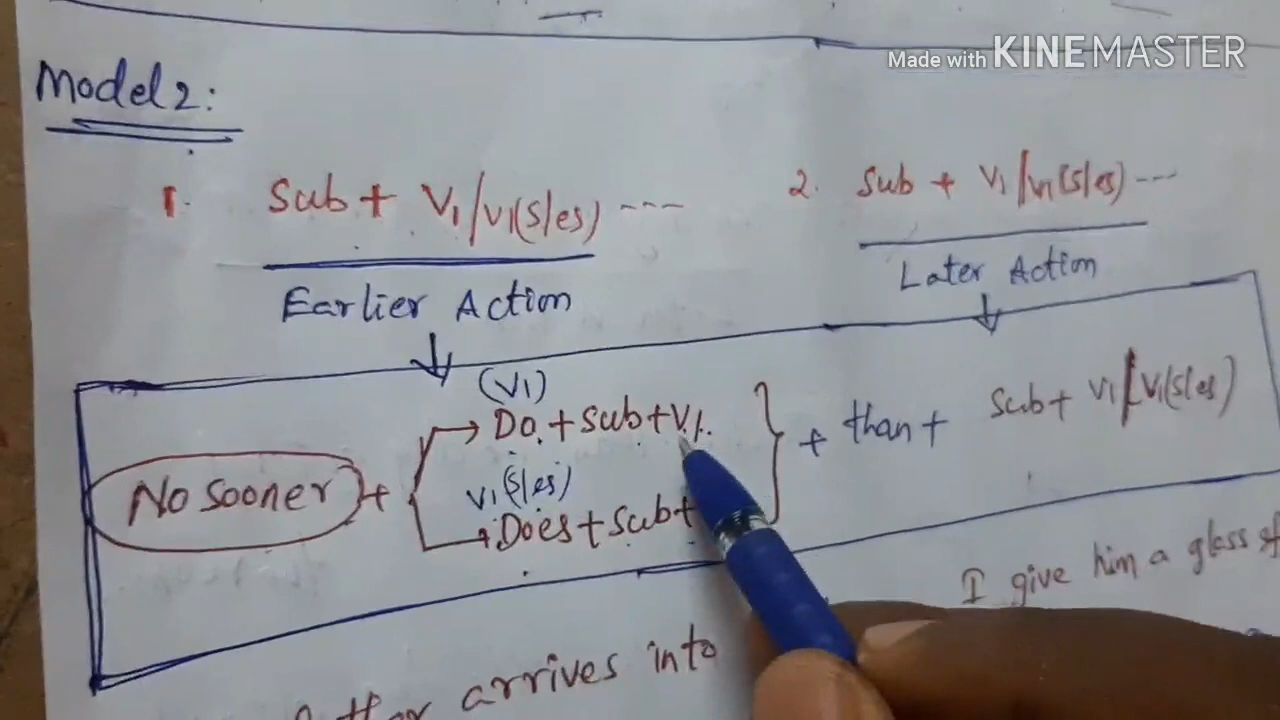 Made with KINEMASTER
Model 2:
1. Sub + V1/V1(s/es) --- 2. Sub + V1/V1(s/es) ---
Earlier Action Later Action
(V1)
Do + Sub + V1.
V1(s/es)
No sooner + + than + Sub + V1/V1(s/es)
Does + Sub +
I give him a glass of
arrives into